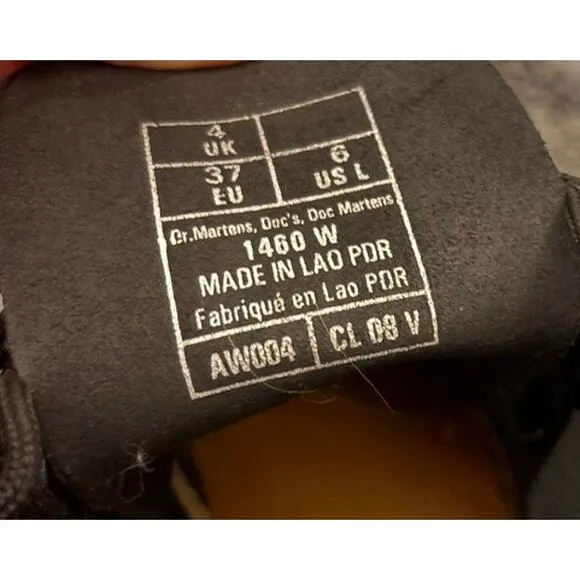 4
UK
37
EU
6
US L
Dr.Martens, Doc's, Doc Martens
1460 W
MADE IN LAO PDR
Fabriqué en Lao PDR
AW004
CL 08 V